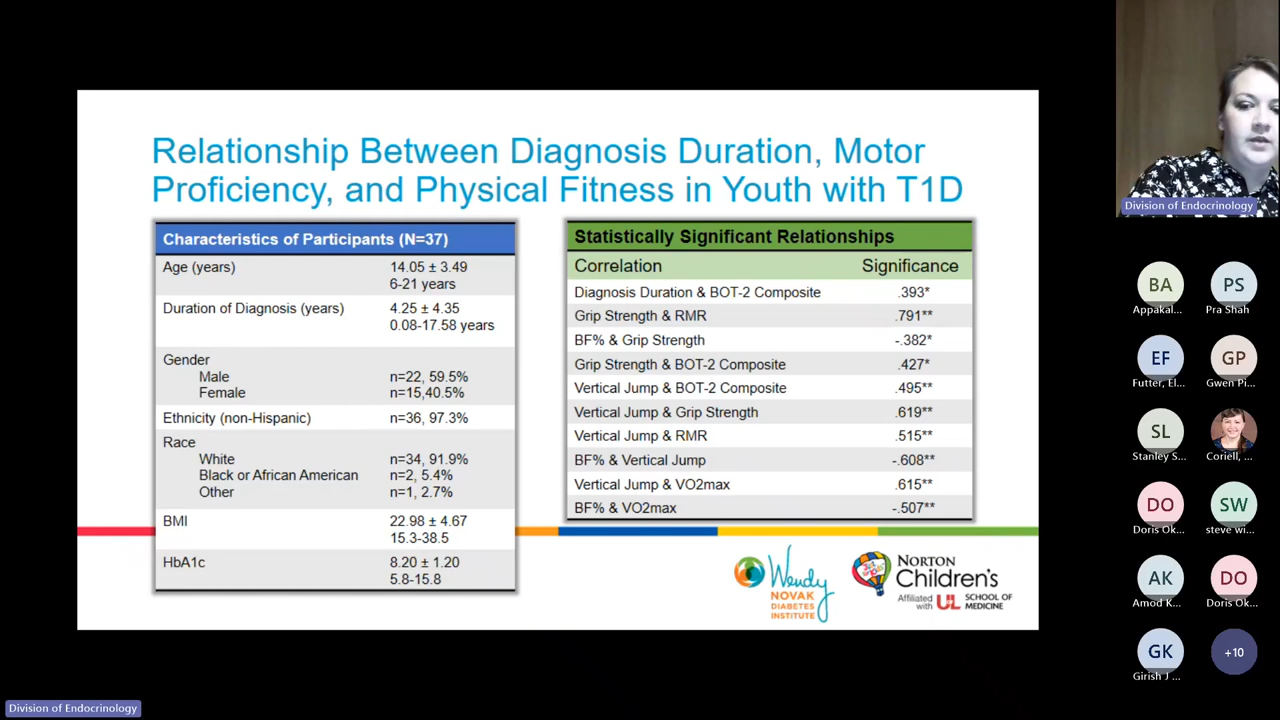 Relationship Between Diagnosis Duration, Motor
Proficiency, and Physical Fitness in Youth with T1D
Characteristics of Participants (N=37)
Age (years) 14.05 ± 3.49
6-21 years
Duration of Diagnosis (years) 4.25 ± 4.35
0.08-17.58 years
Gender
Male n=22, 59.5%
Female n=15,40.5%
Ethnicity (non-Hispanic) n=36, 97.3%
Race
White n=34, 91.9%
Black or African American n=2, 5.4%
Other n=1, 2.7%
BMI 22.98 ± 4.67
15.3-38.5
HbA1c 8.20 ± 1.20
5.8-15.8
Statistically Significant Relationships
Correlation Significance
Diagnosis Duration & BOT-2 Composite .393*
Grip Strength & RMR .791**
BF% & Grip Strength -.382*
Grip Strength & BOT-2 Composite .427*
Vertical Jump & BOT-2 Composite .495**
Vertical Jump & Grip Strength .619**
Vertical Jump & RMR .515**
BF% & Vertical Jump -.608**
Vertical Jump & VO2max .615**
BF% & VO2max -.507**
Wendy
NOVAK
DIABETES
INSTITUTE
NORTON
Children's
Affiliated with UL SCHOOL OF MEDICINE
Division of Endocrinology
BA
Appakal...
PS
Pra Shah
EF
Futter, El...
GP
Gwen Pi...
SL
Stanley S...
Coriell, ...
DO
Doris Ok...
SW
steve wi...
AK
Amod K...
DO
Doris Ok...
GK
Girish J ...
+10
Division of Endocrinology